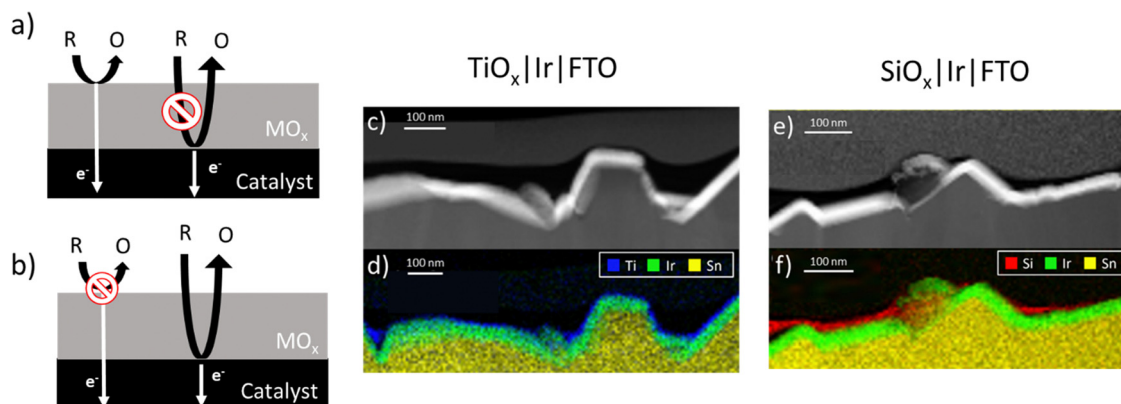 a)
R O R O
MOₓ
e⁻ e⁻
Catalyst
b)
R O R O
MOₓ
e⁻ e⁻
Catalyst
TiOₓ|Ir|FTO
c) 100 nm
d) 100 nm
Ti Ir Sn
SiOₓ|Ir|FTO
e) 100 nm
f) 100 nm
Si Ir Sn